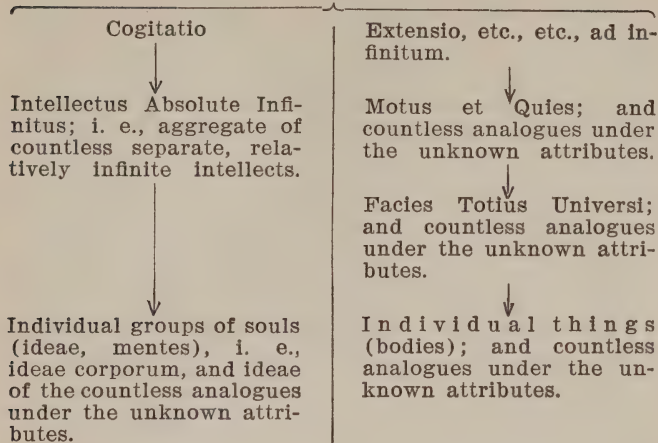 Cogitatio
Intellectus Absolute Infi-
nitus; i. e., aggregate of
countless separate, rela-
tively infinite intellects.
Individual groups of souls
(ideae, mentes), i. e.,
ideae corporum, and ideae
of the countless analogues
under the unknown attri-
butes.
Extensio, etc., etc., ad in-
finitum.
Motus et Quies; and
countless analogues under
the unknown attributes.
Facies Totius Universi;
and countless analogues
under the unknown attri-
butes.
Individual things
(bodies); and countless
analogues under the un-
known attributes.